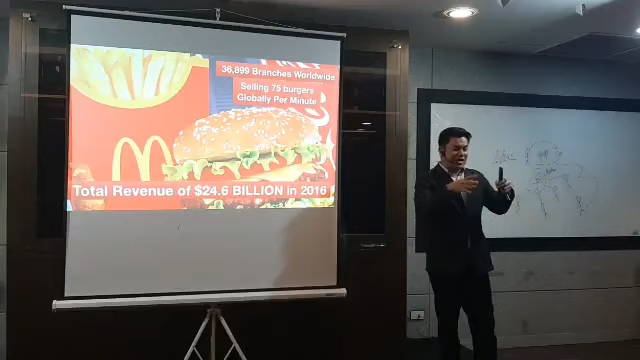 36,899 Branches Worldwide
Selling 75 burgers
Globally Per Minute
Total Revenue of $24.6 BILLION in 2016